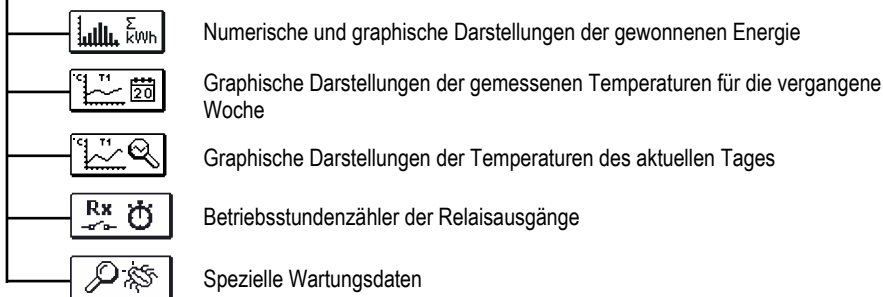 Σ
kWh
Numerische und graphische Darstellungen der gewonnenen Energie
°C T1
20
Graphische Darstellungen der gemessenen Temperaturen für die vergangene
Woche
°C T1
Graphische Darstellungen der Temperaturen des aktuellen Tages
Rx
Betriebsstundenzähler der Relaisausgänge
Spezielle Wartungsdaten